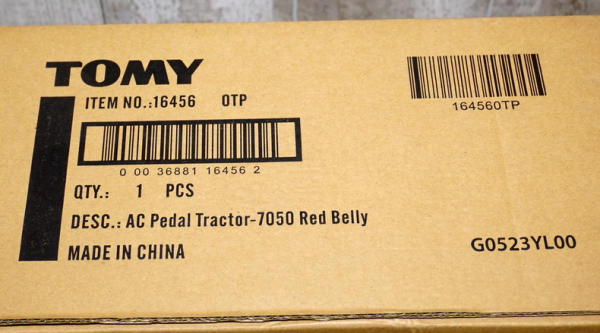 TOMY
ITEM NO.:16456 OTP
164560TP
0 00 36881 16456 2
QTY.: 1 PCS
DESC.: AC Pedal Tractor-7050 Red Belly
MADE IN CHINA
G0523YL00